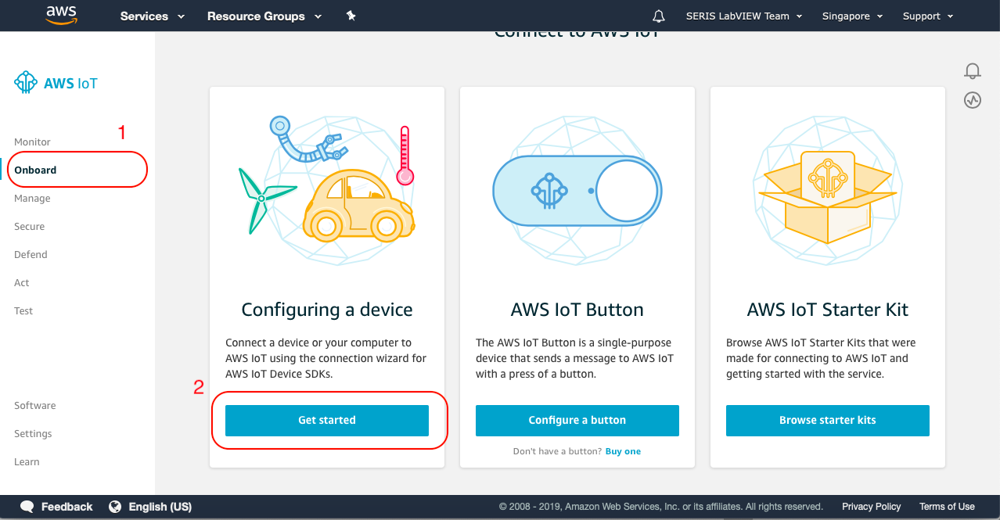 aws
Services
Resource Groups
SERIS LabVIEW Team
Singapore
Support
Connect to AWS IoT
AWS IoT
1
Monitor
Onboard
Manage
Secure
Defend
Act
Test
Software
Settings
Learn
Configuring a device
Connect a device or your computer to
AWS IoT using the connection wizard for
AWS IoT Device SDKs.
2
Get started
AWS IoT Button
The AWS IoT Button is a single-purpose
device that sends a message to AWS IoT
with a press of a button.
Configure a button
Don't have a button? Buy one
AWS IoT Starter Kit
Browse AWS IoT Starter Kits that were
made for connecting to AWS IoT and
getting started with the service.
Browse starter kits
Feedback
English (US)
© 2008 - 2019, Amazon Web Services, Inc. or its affiliates. All rights reserved.
Privacy Policy
Terms of Use